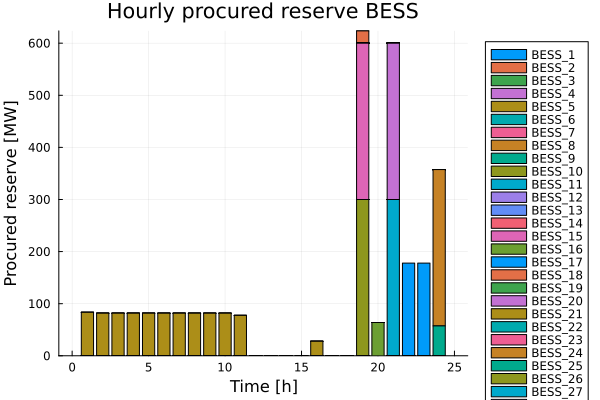 Hourly procured reserve BESS
Procured reserve [MW]
600
500
400
300
200
100
0
0 5 10 15 20 25
Time [h]
BESS_1
BESS_2
BESS_3
BESS_4
BESS_5
BESS_6
BESS_7
BESS_8
BESS_9
BESS_10
BESS_11
BESS_12
BESS_13
BESS_14
BESS_15
BESS_16
BESS_17
BESS_18
BESS_19
BESS_20
BESS_21
BESS_22
BESS_23
BESS_24
BESS_25
BESS_26
BESS_27